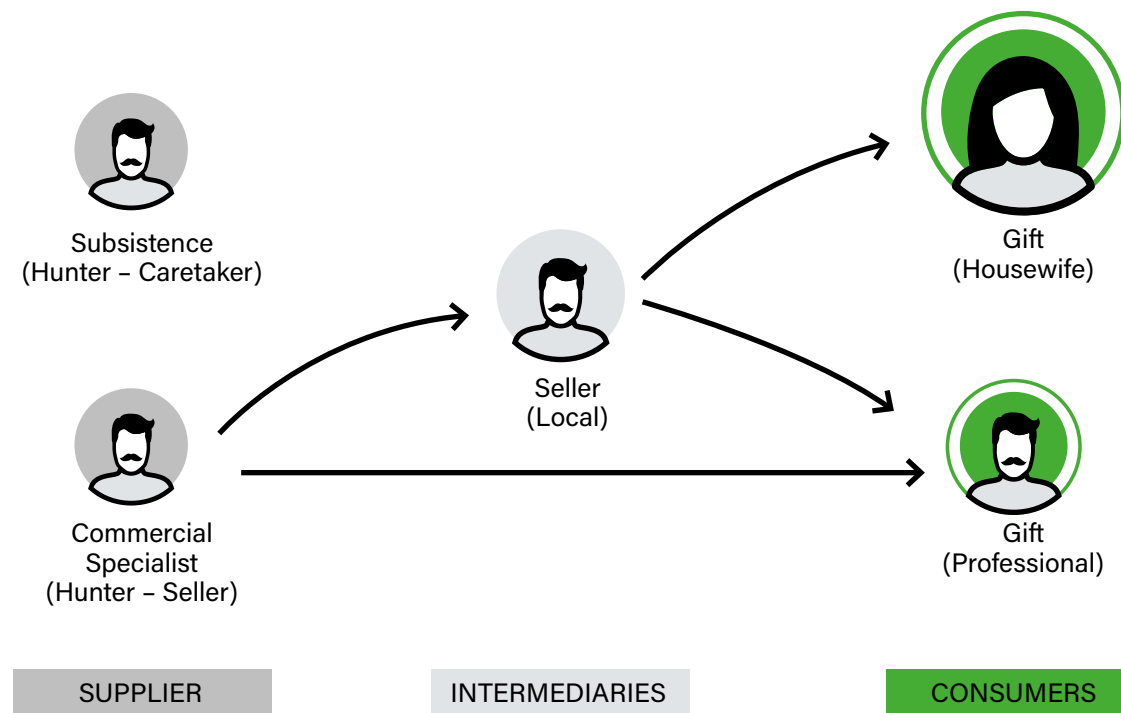 Subsistence
(Hunter – Caretaker)
Gift
(Housewife)
Seller
(Local)
Commercial
Specialist
(Hunter – Seller)
Gift
(Professional)
SUPPLIER
INTERMEDIARIES
CONSUMERS